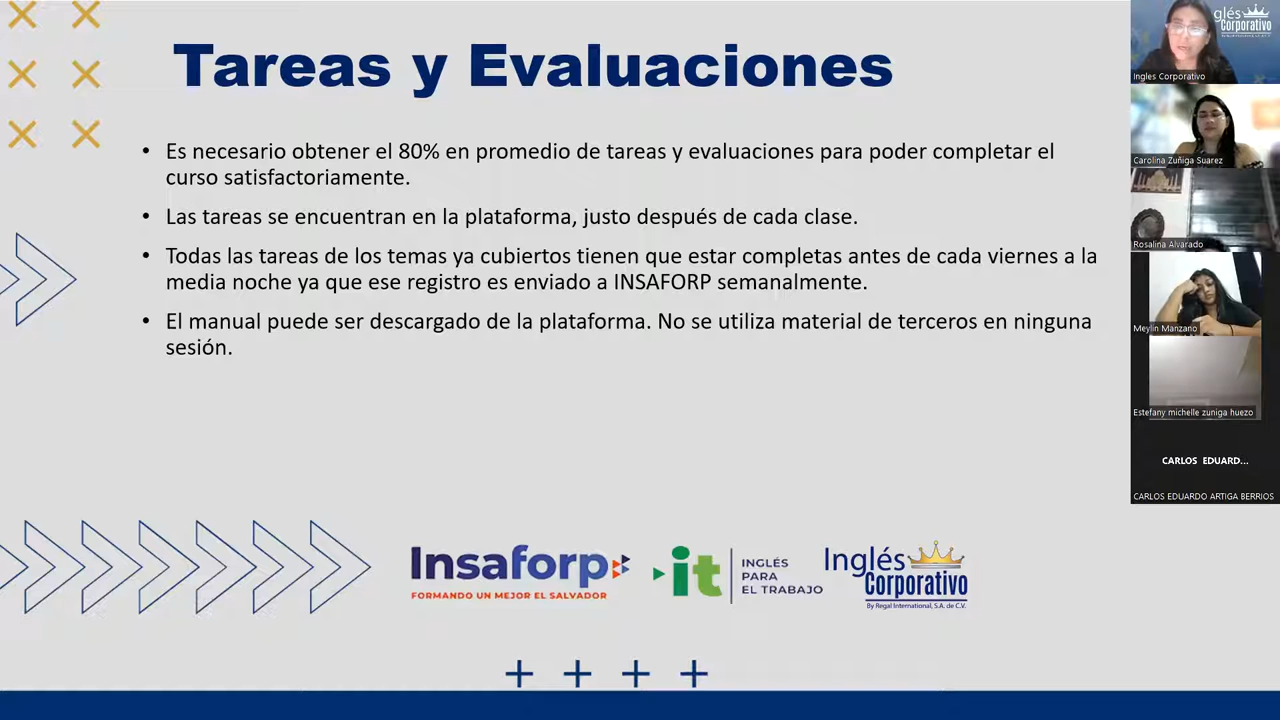 Tareas y Evaluaciones
• Es necesario obtener el 80% en promedio de tareas y evaluaciones para poder completar el
curso satisfactoriamente.
• Las tareas se encuentran en la plataforma, justo después de cada clase.
• Todas las tareas de los temas ya cubiertos tienen que estar completas antes de cada viernes a la
media noche ya que ese registro es enviado a INSAFORP semanalmente.
• El manual puede ser descargado de la plataforma. No se utiliza material de terceros en ninguna
sesión.
Insaforp
FORMANDO UN MEJOR EL SALVADOR
it
INGLÉS
PARA
EL TRABAJO
Inglés
Corporativo
By Regal International, S.A. de C.V.
glés
Corporativo
Ingles Corporativo
Carolina Zuñiga Suarez
Rosalina Alvarado
Meylin Manzano
Estefany michelle zuniga huezo
CARLOS EDUARD...
CARLOS EDUARDO ARTIGA BERRIOS